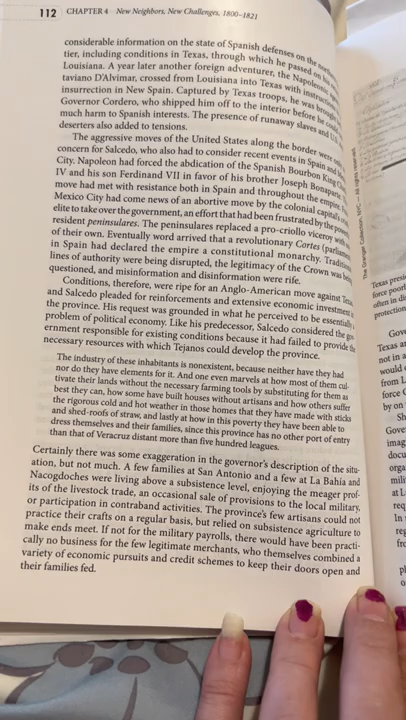 112 CHAPTER 4 New Neighbors, New Challenges, 1800–1821
considerable information on the state of Spanish defenses on the
tier, including conditions in Texas, through which he passed on his
Louisiana. A year later another foreign adventurer, the Napoleonic
taviano D'Alvimar, crossed from Louisiana into Texas with instructions
insurrection in New Spain. Captured by Texas troops, he was brought
Governor Cordero, who shipped him off to the interior before he could
much harm to Spanish interests. The presence of runaway slaves and U.S.
deserters also added to tensions.
The aggressive moves of the United States along the border were only
concern for Salcedo, who also had to consider recent events in Spain and
City. Napoleon had forced the abdication of the Spanish Bourbon King
IV and his son Ferdinand VII in favor of his brother Joseph Bonaparte.
move had met with resistance both in Spain and throughout the empire.
Mexico City had come news of an abortive move by the colonial capital's
elite to take over the government, an effort that had been frustrated by the
resident peninsulares. The peninsulares replaced a pro-criollo viceroy with
of their own. Eventually word arrived that a revolutionary Cortes
in Spain had declared the empire a constitutional monarchy.
lines of authority were being disrupted, the legitimacy of the Crown was
questioned, and misinformation and disinformation were rife.
Conditions, therefore, were ripe for an Anglo-American move against
and Salcedo pleaded for reinforcements and extensive economic investment
the province. His request was grounded in what he perceived to be essentially
problem of political economy. Like his predecessor, Salcedo considered the gov
ernment responsible for existing conditions because it had failed to provide the
necessary resources with which Tejanos could develop the province.
The industry of these inhabitants is nonexistent, because neither have they had
nor do they have elements for it. And one even marvels at how most of them cul-
tivate their lands without the necessary farming tools by substituting for them as
best they can, how some have built houses without artisans and how others suffer
the rigorous cold and hot weather in those homes that they have made with sticks
and shed-roofs of straw, and lastly at how in this poverty they have been able to
dress themselves and their families, since this province has no other port of entry
than that of Veracruz distant more than five hundred leagues.
Certainly there was some exaggeration in the governor's description of the situ-
ation, but not much. A few families at San Antonio and a few at La Bahía and
Nacogdoches were living above a subsistence level, enjoying the meager prof-
its of the livestock trade, an occasional sale of provisions to the local military,
or participation in contraband activities. The province's few artisans could not
practice their crafts on a regular basis, but relied on subsistence agriculture to
make ends meet. If not for the military payrolls, there would have been practi-
cally no business for the few legitimate merchants, who themselves combined a
variety of economic pursuits and credit schemes to keep their doors open and
their families fed.
The Granger Collection, NYC — All rights reserved.
Texas presi
force poorl
often in di
protection
Gove
Texas ar
not in a
would
from L
force
by on
Sh
Gove
imag
docu
orga
mili
at L
req
In
reg
fro